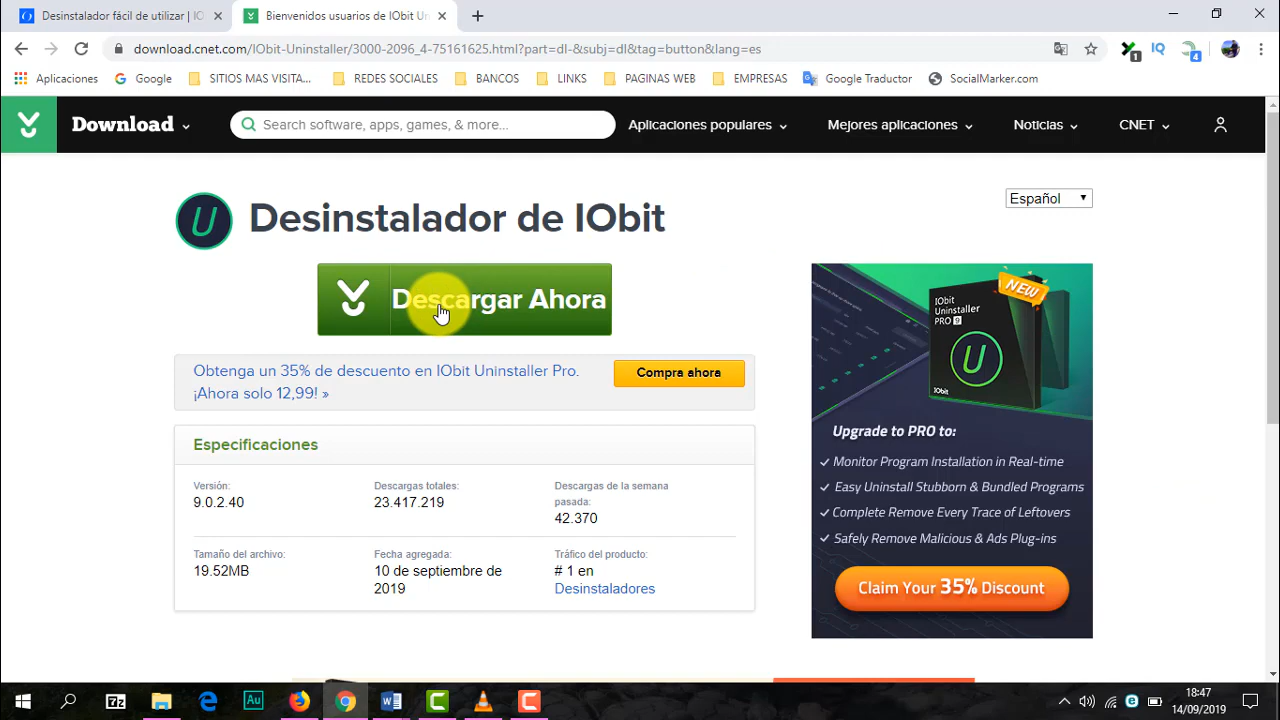 Desinstalador fácil de utilizar | IO
Bienvenidos usuarios de IObit Un
download.cnet.com/IObit-Uninstaller/3000-2096_4-75161625.html?part=dl-&subj=dl&tag=button&lang=es
1
IQ
4
Aplicaciones
Google
SITIOS MAS VISITA...
REDES SOCIALES
BANCOS
LINKS
PAGINAS WEB
EMPRESAS
Google Traductor
SocialMarker.com
Download
Search software, apps, games, & more...
Aplicaciones populares
Mejores aplicaciones
Noticias
CNET
U
Desinstalador de IObit
Español
Descargar Ahora
Obtenga un 35% de descuento en IObit Uninstaller Pro.
¡Ahora solo 12,99! »
Compra ahora
Especificaciones
Versión:
9.0.2.40
Descargas totales:
23.417.219
Descargas de la semana
pasada:
42.370
Tamaño del archivo:
19.52MB
Fecha agregada:
10 de septiembre de
2019
Tráfico del producto:
# 1 en
Desinstaladores
NEW
IObit
Uninstaller
PRO 9
U
IObit
Upgrade to PRO to:
Monitor Program Installation in Real-time
Easy Uninstall Stubborn & Bundled Programs
Complete Remove Every Trace of Leftovers
Safely Remove Malicious & Ads Plug-ins
Claim Your 35% Discount
7Z
Au
18:47
14/09/2019